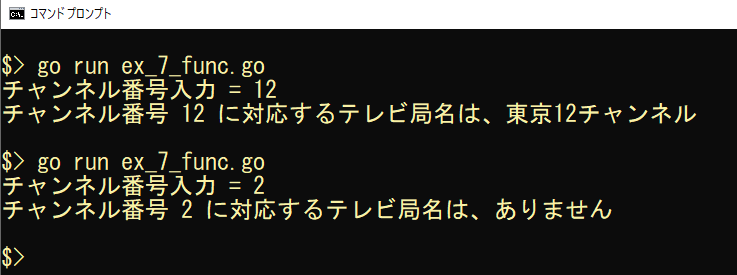 コマンドプロンプト
$> go run ex_7_func.go
チャンネル番号入力 = 12
チャンネル番号 12 に対応するテレビ局名は、東京12チャンネル
$> go run ex_7_func.go
チャンネル番号入力 = 2
チャンネル番号 2 に対応するテレビ局名は、ありません
$>